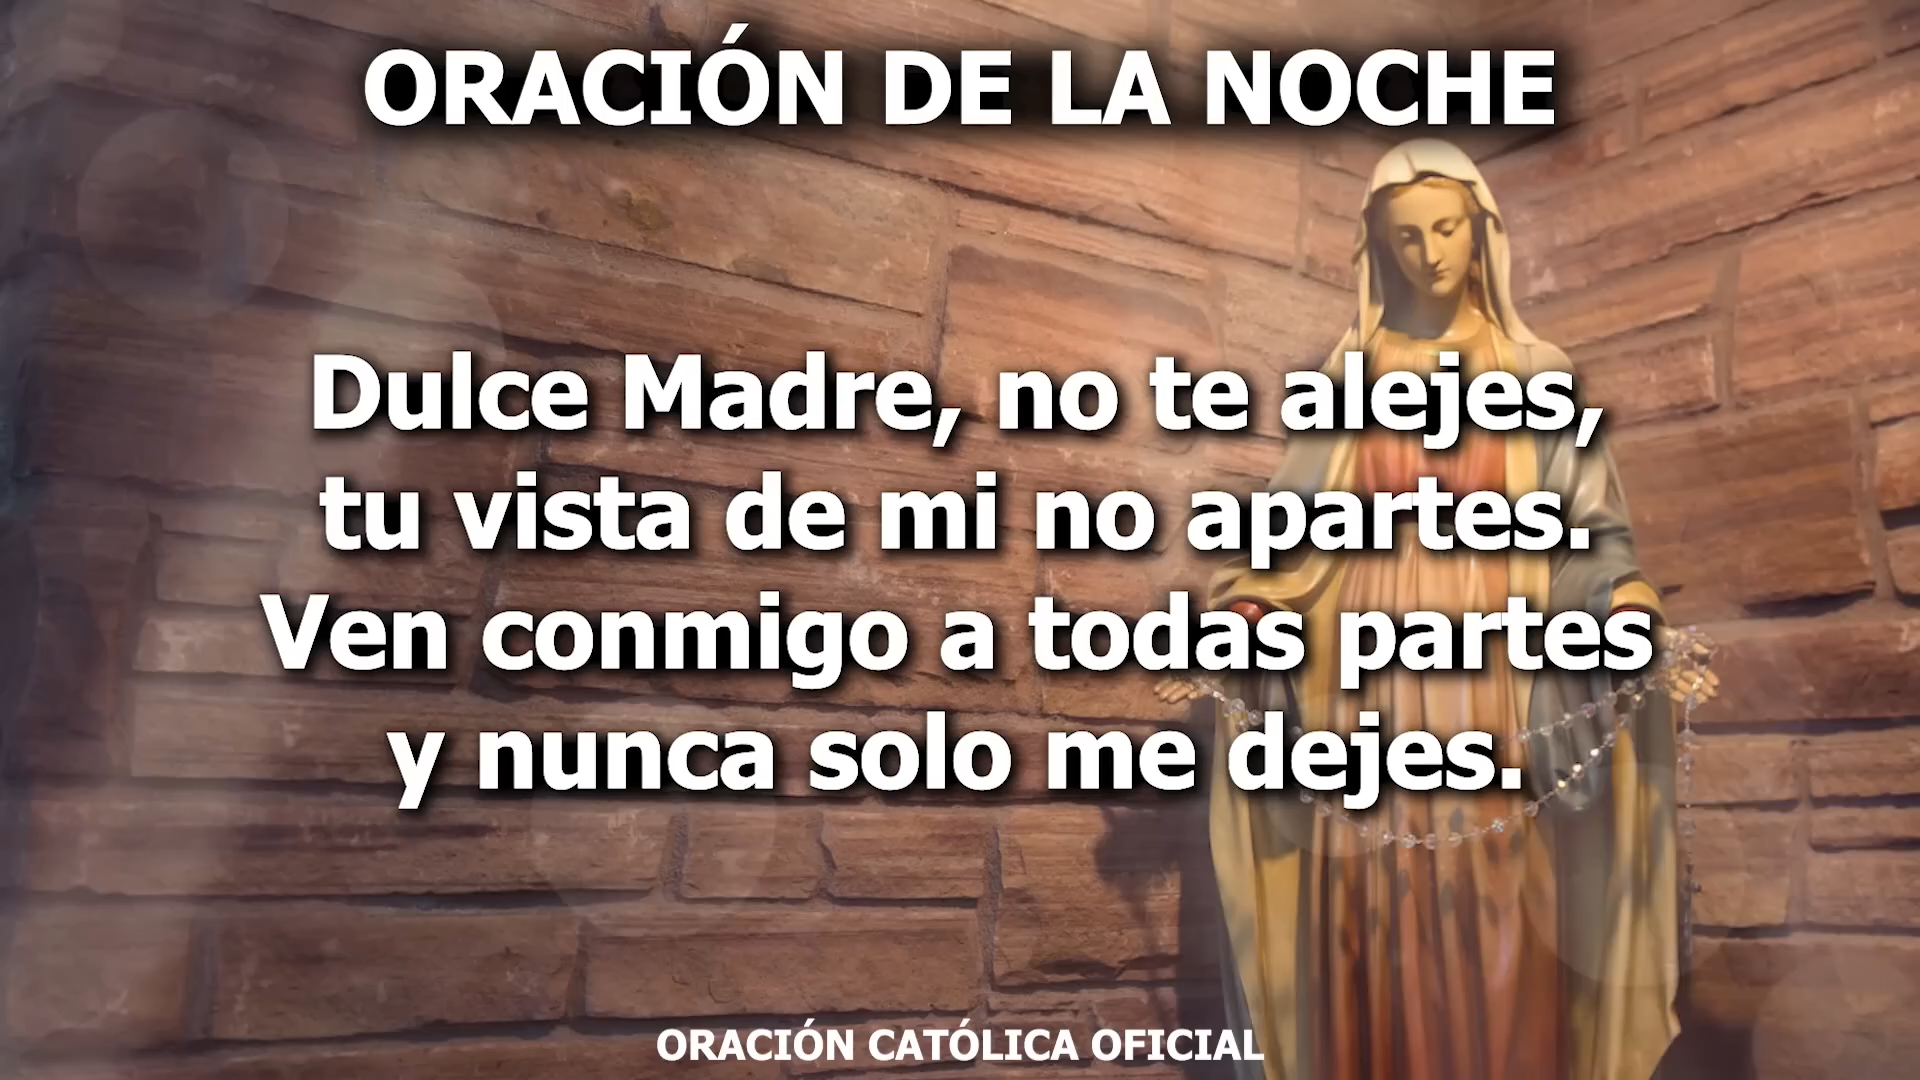 ORACIÓN DE LA NOCHE
Dulce Madre, no te alejes,
tu vista de mi no apartes.
Ven conmigo a todas partes
y nunca solo me dejes.
ORACIÓN CATÓLICA OFICIAL